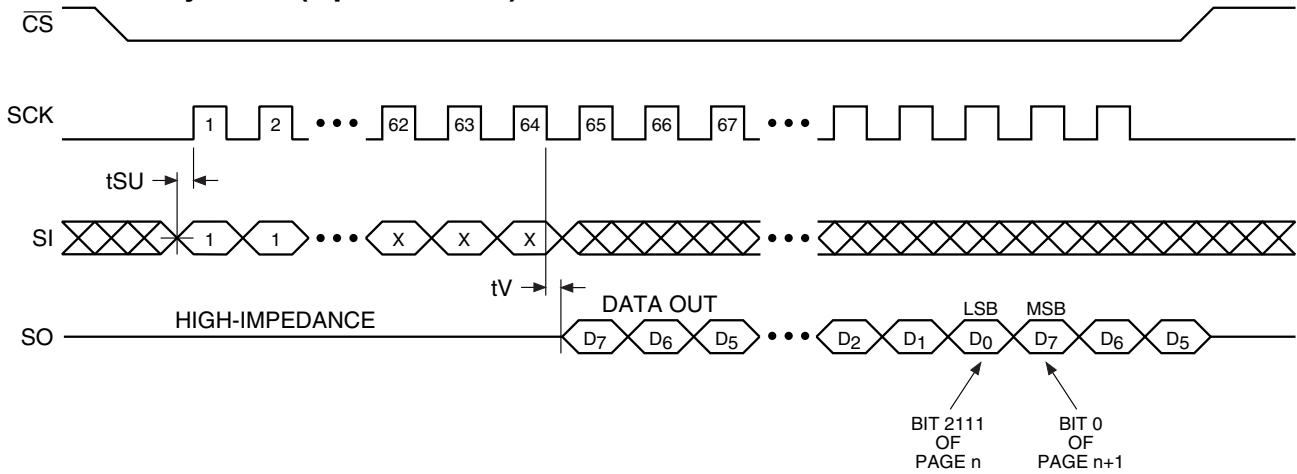 CS
SCK 1 2 ••• 62 63 64 65 66 67 •••
tSU
SI 1 1 ••• X X X •••
tV
DATA OUT LSB MSB
HIGH-IMPEDANCE
SO D7 D6 D5 ••• D2 D1 D0 D7 D6 D5
BIT 2111 BIT 0
OF OF
PAGE n PAGE n+1